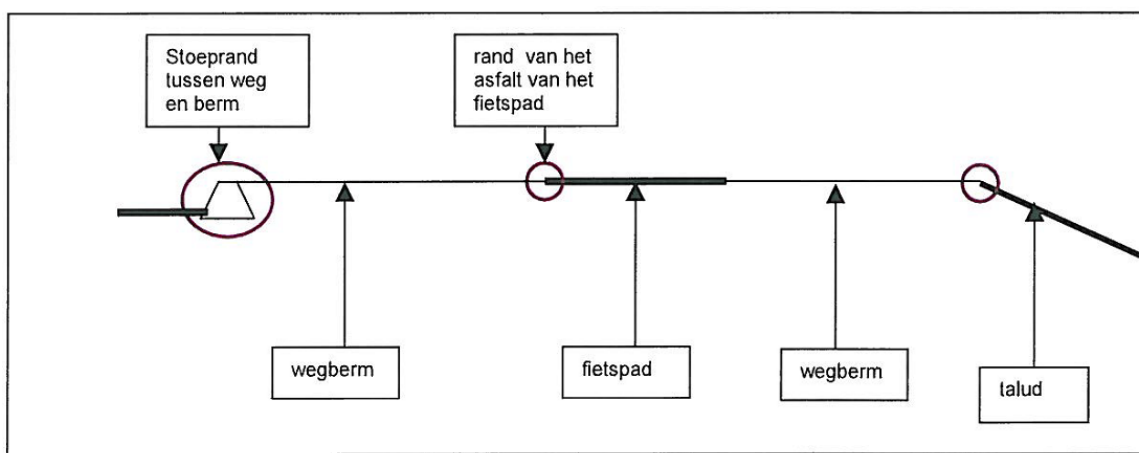 Stoeprand
tussen weg
en berm
rand van het
asfalt van het
fietspad
wegberm
fietspad
wegberm
talud